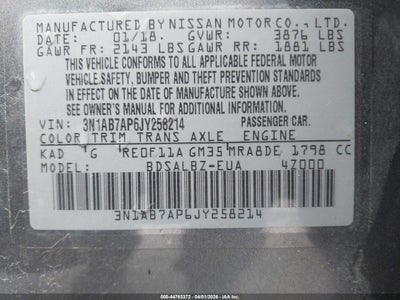 MANUFACTURED BY NISSAN MOTOR CO., LTD.
DATE: 01/18. GVWR: 3876 LBS
GAWR FR: 2143 LBS GAWR RR: 1881 LBS
THIS VEHICLE CONFORMS TO ALL APPLICABLE FEDERAL MOTOR
VEHICLE SAFETY, BUMPER AND THEFT PREVENTION STANDARDS
IN EFFECT ON THE DATE OF MANUFACTURE SHOWN ABOVE.
SEE OWNER'S MANUAL FOR ADDITIONAL LOADING INFORMATION.
VIN: 3N1AB7AP6JY258214 PASSENGER CAR.
COLOR TRIM TRANS AXLE ENGINE
KAD G RE0F11A GM35 MRA8DE 1798 CC
MODEL: BDSALBZ-EUA 4Z000
3N1AB7AP6JY258214
000-44763372 - 04/01/2026 - IAA, Inc.